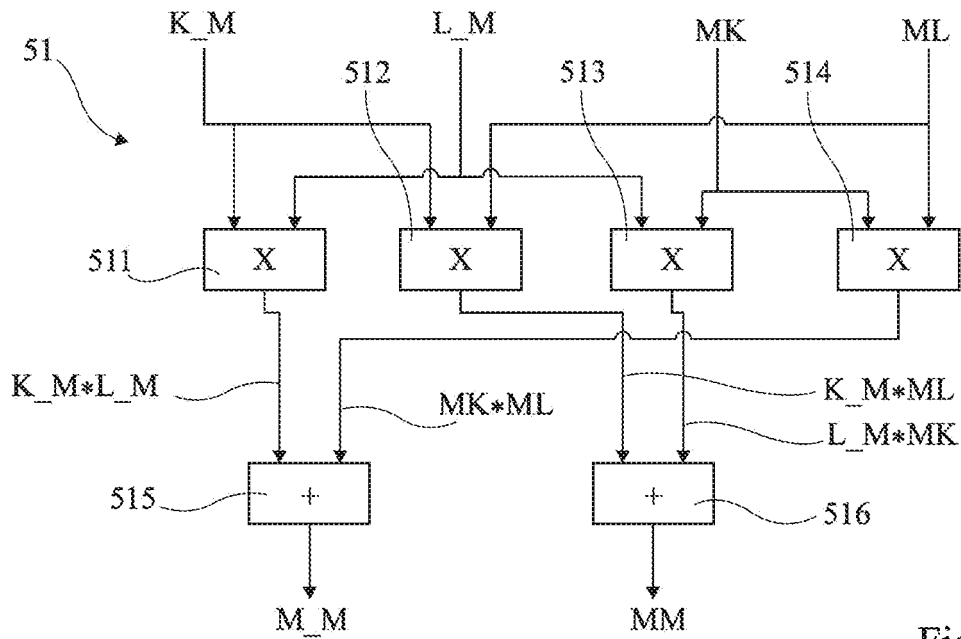 K_M L_M MK ML
51 512 513 514
X X X X
511
K_M*L_M MK*ML K_M*ML
L_M*MK
515 + + 516
M_M MM